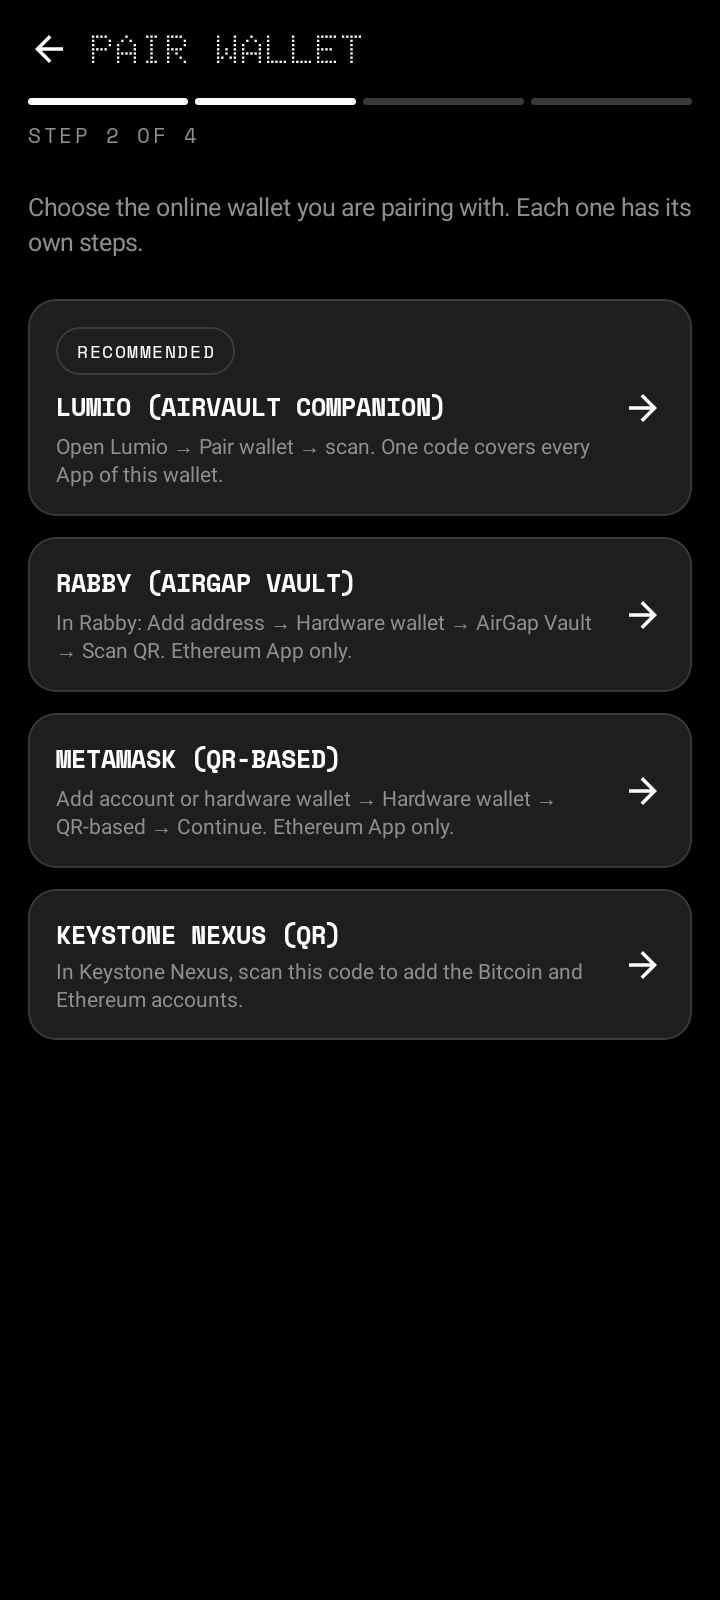 PAIR WALLET
STEP 2 OF 4
Choose the online wallet you are pairing with. Each one has its
own steps.
RECOMMENDED
LUMIO (AIRVAULT COMPANION)
Open Lumio → Pair wallet → scan. One code covers every
App of this wallet.
RABBY (AIRGAP VAULT)
In Rabby: Add address → Hardware wallet → AirGap Vault
→ Scan QR. Ethereum App only.
METAMASK (QR-BASED)
Add account or hardware wallet → Hardware wallet →
QR-based → Continue. Ethereum App only.
KEYSTONE NEXUS (QR)
In Keystone Nexus, scan this code to add the Bitcoin and
Ethereum accounts.